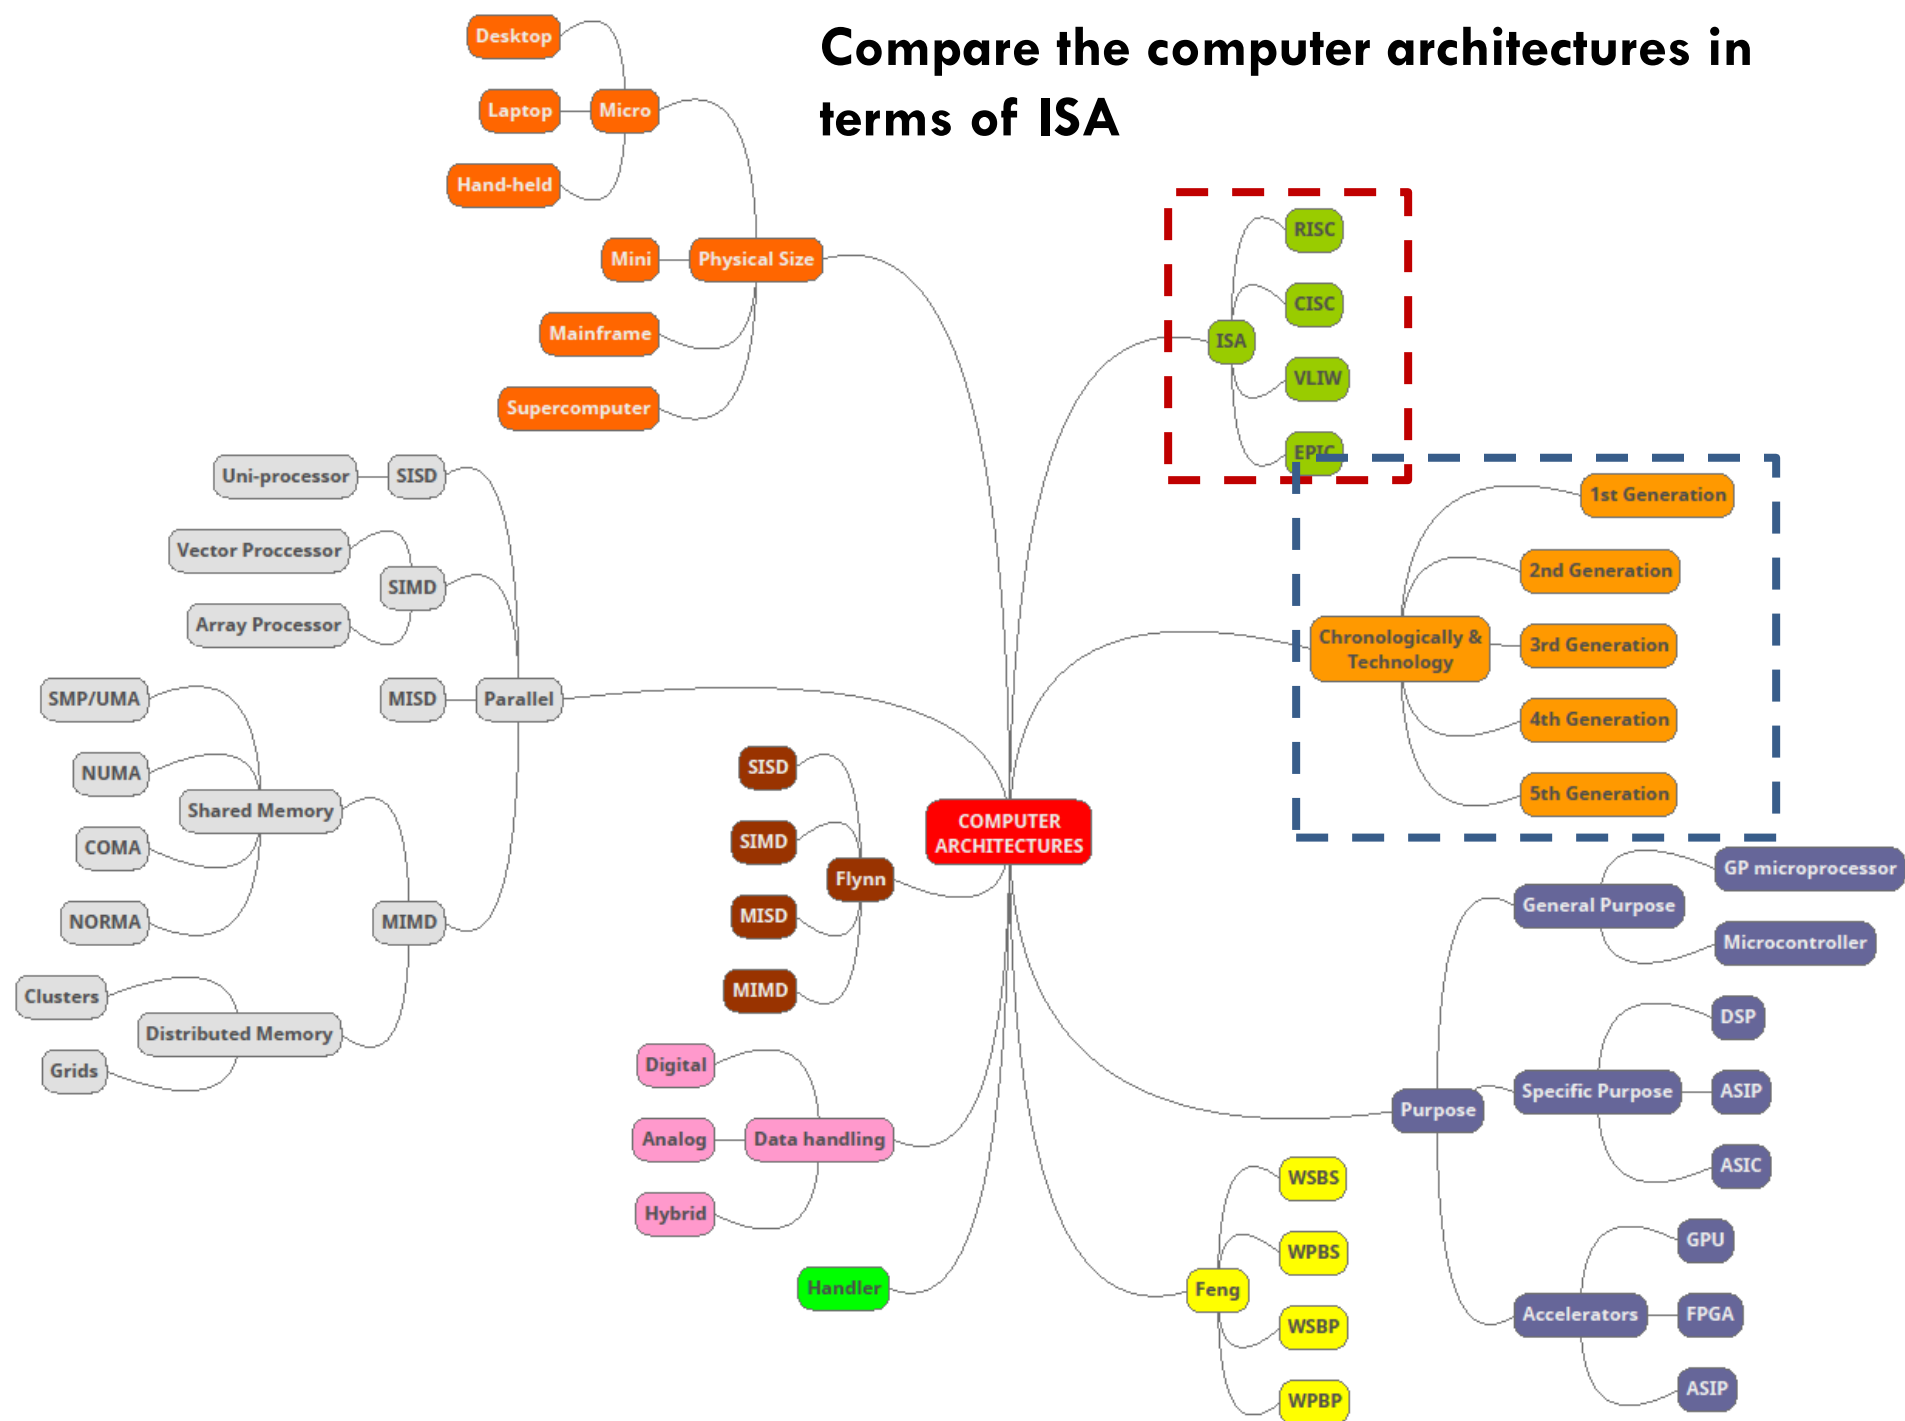 Compare the computer architectures in
terms of ISA
Desktop
Laptop
Micro
Hand-held
Mini
Physical Size
Mainframe
Supercomputer
RISC
CISC
ISA
VLIW
EPIC
Uni-processor
SISD
Vector Proccessor
SIMD
Array Processor
SMP/UMA
MISD
Parallel
NUMA
Shared Memory
COMA
NORMA
MIMD
Clusters
Distributed Memory
Grids
1st Generation
2nd Generation
Chronologically &
Technology
3rd Generation
4th Generation
5th Generation
SISD
SIMD
Flynn
MISD
MIMD
COMPUTER
ARCHITECTURES
GP microprocessor
General Purpose
Microcontroller
DSP
Purpose
Specific Purpose
ASIP
ASIC
GPU
Accelerators
FPGA
ASIP
Digital
Analog
Data handling
Hybrid
Handler
WSBS
WPBS
Feng
WSBP
WPBP